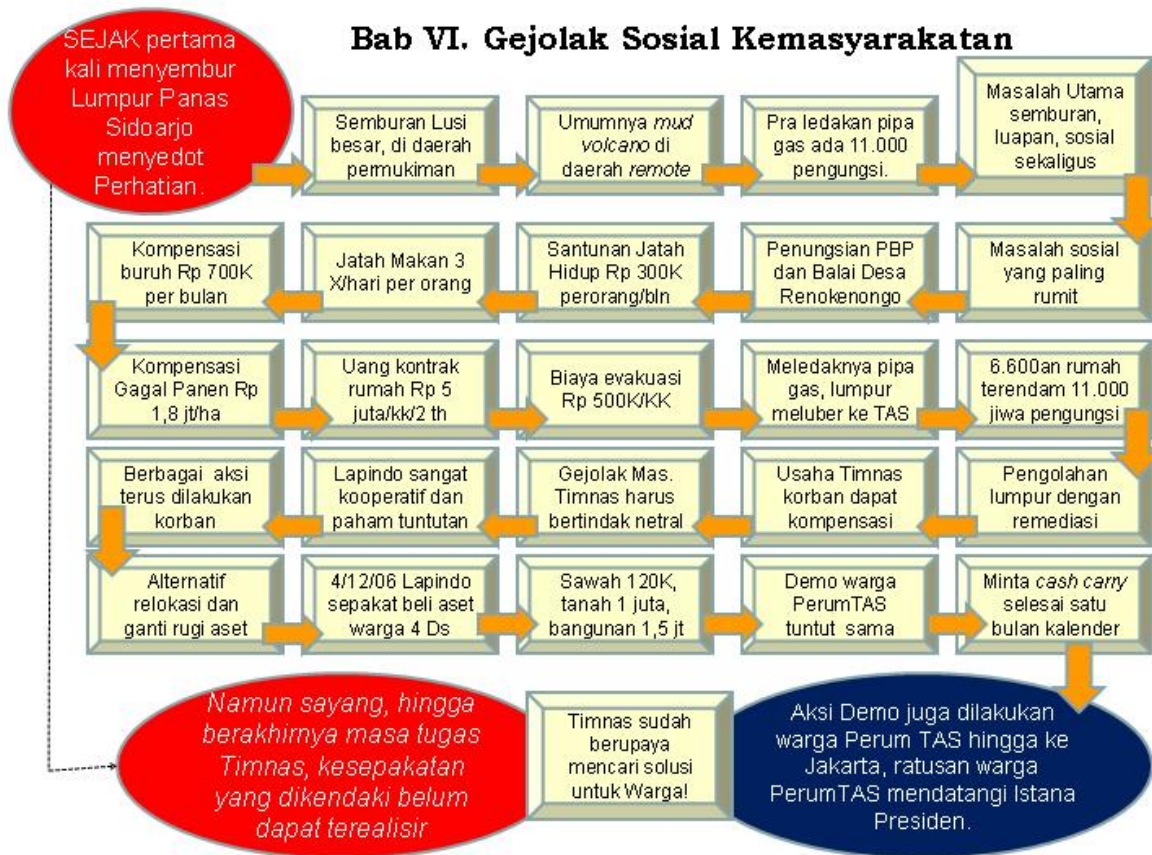 Bab VI. Gejolak Sosial Kemasyarakatan
SEJAK pertama
kali menyembur
Lumpur Panas
Sidoarjo
menyedot
Perhatian.
Semburan Lusi
besar, di daerah
permukiman
Umumnya mud
volcano di
daerah remote
Pra ledakan pipa
gas ada 11.000
pengungsi.
Masalah Utama
semburan,
luapan, sosial
sekaligus
Masalah sosial
yang paling
rumit
Penungsian PBP
dan Balai Desa
Renokenongo
Santunan Jatah
Hidup Rp 300K
perorang/bln
Jatah Makan 3
X/hari per orang
Kompensasi
buruh Rp 700K
per bulan
Kompensasi
Gagal Panen Rp
1,8 jt/ha
Uang kontrak
rumah Rp 5
juta/kk/2 th
Biaya evakuasi
Rp 500K/KK
Meledaknya pipa
gas, lumpur
meluber ke TAS
6.600an rumah
terendam 11.000
jiwa pengungsi
Pengolahan
lumpur dengan
remediasi
Usaha Timnas
korban dapat
kompensasi
Gejolak Mas.
Timnas harus
bertindak netral
Lapindo sangat
kooperatif dan
paham tuntutan
Berbagai aksi
terus dilakukan
korban
Alternatif
relokasi dan
ganti rugi aset
4/12/06 Lapindo
sepakat beli aset
warga 4 Ds
Sawah 120K,
tanah 1 juta,
bangunan 1,5 jt
Demo warga
PerumTAS
tuntut sama
Minta cash carry
selesai satu
bulan kalender
Aksi Demo juga dilakukan
warga Perum TAS hingga ke
Jakarta, ratusan warga
PerumTAS mendatangi Istana
Presiden.
Timnas sudah
berupaya
mencari solusi
untuk Warga!
Namun sayang, hingga
berakhirnya masa tugas
Timnas, kesepakatan
yang dikendaki belum
dapat terealisir